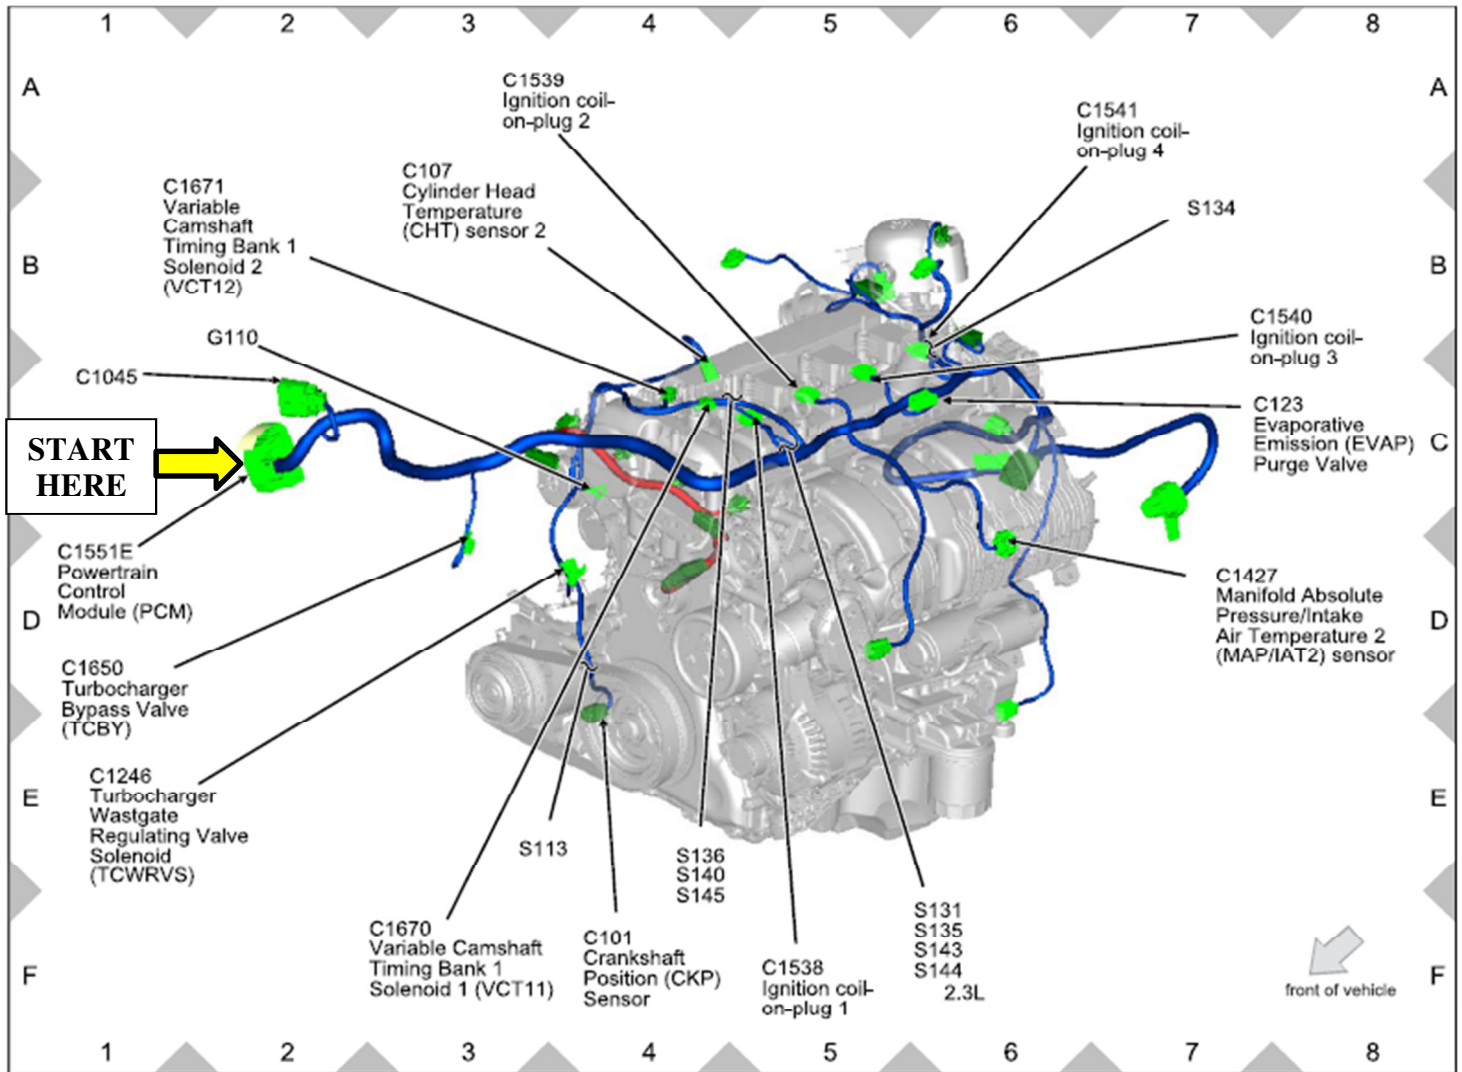 1 2 3 4 5 6 7 8
A A
C1539
Ignition coil-
on-plug 2
C1541
Ignition coil-
on-plug 4
C107
Cylinder Head
Temperature
(CHT) sensor 2
C1671
Variable
Camshaft
Timing Bank 1
Solenoid 2
(VCT12)
S134
B B
C1540
Ignition coil-
on-plug 3
G110
C1045
C123
Evaporative
Emission (EVAP)
Purge Valve
START
HERE
C C
C1551E
Powertrain
Control
Module (PCM)
C1427
Manifold Absolute
Pressure/Intake
Air Temperature 2
(MAP/IAT2) sensor
D D
C1650
Turbocharger
Bypass Valve
(TCBY)
C1246
Turbocharger
Wastgate
Regulating Valve
Solenoid
(TCWRVS)
E E
S113
S136
S140
S145
C1670
Variable Camshaft
Timing Bank 1
Solenoid 1 (VCT11)
C101
Crankshaft
Position (CKP)
Sensor
C1538
Ignition coil-
on-plug 1
S131
S135
S143
S144
2.3L
F F
front of vehicle
1 2 3 4 5 6 7 8